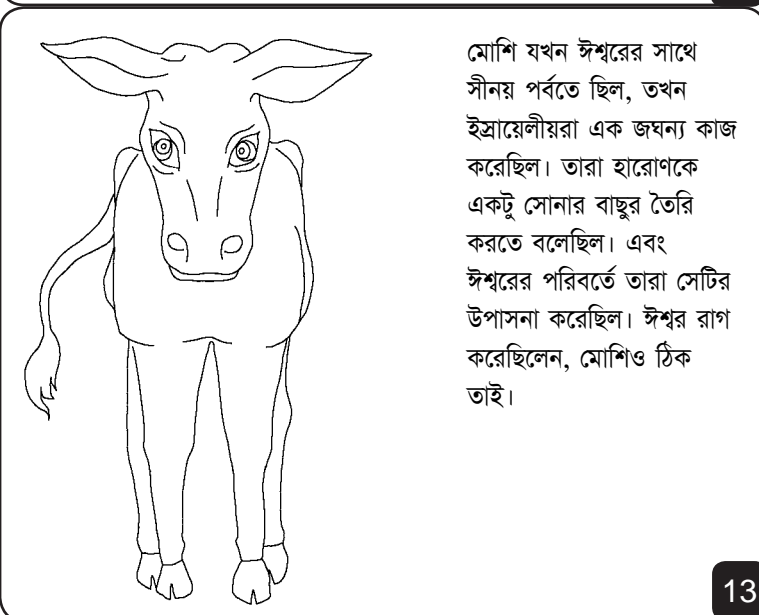 মোশি যখন ঈশ্বরের সাথে
সীনয় পর্বতে ছিল, তখন
ইস্রায়েলীয়রা এক জঘন্য কাজ
করেছিল। তারা হারোণকে
একটু সোনার বাছুর তৈরি
করতে বলেছিল। এবং
ঈশ্বরের পরিবর্তে তারা সেটির
উপাসনা করেছিল। ঈশ্বর রাগ
করেছিলেন, মোশিও ঠিক
তাই।
13